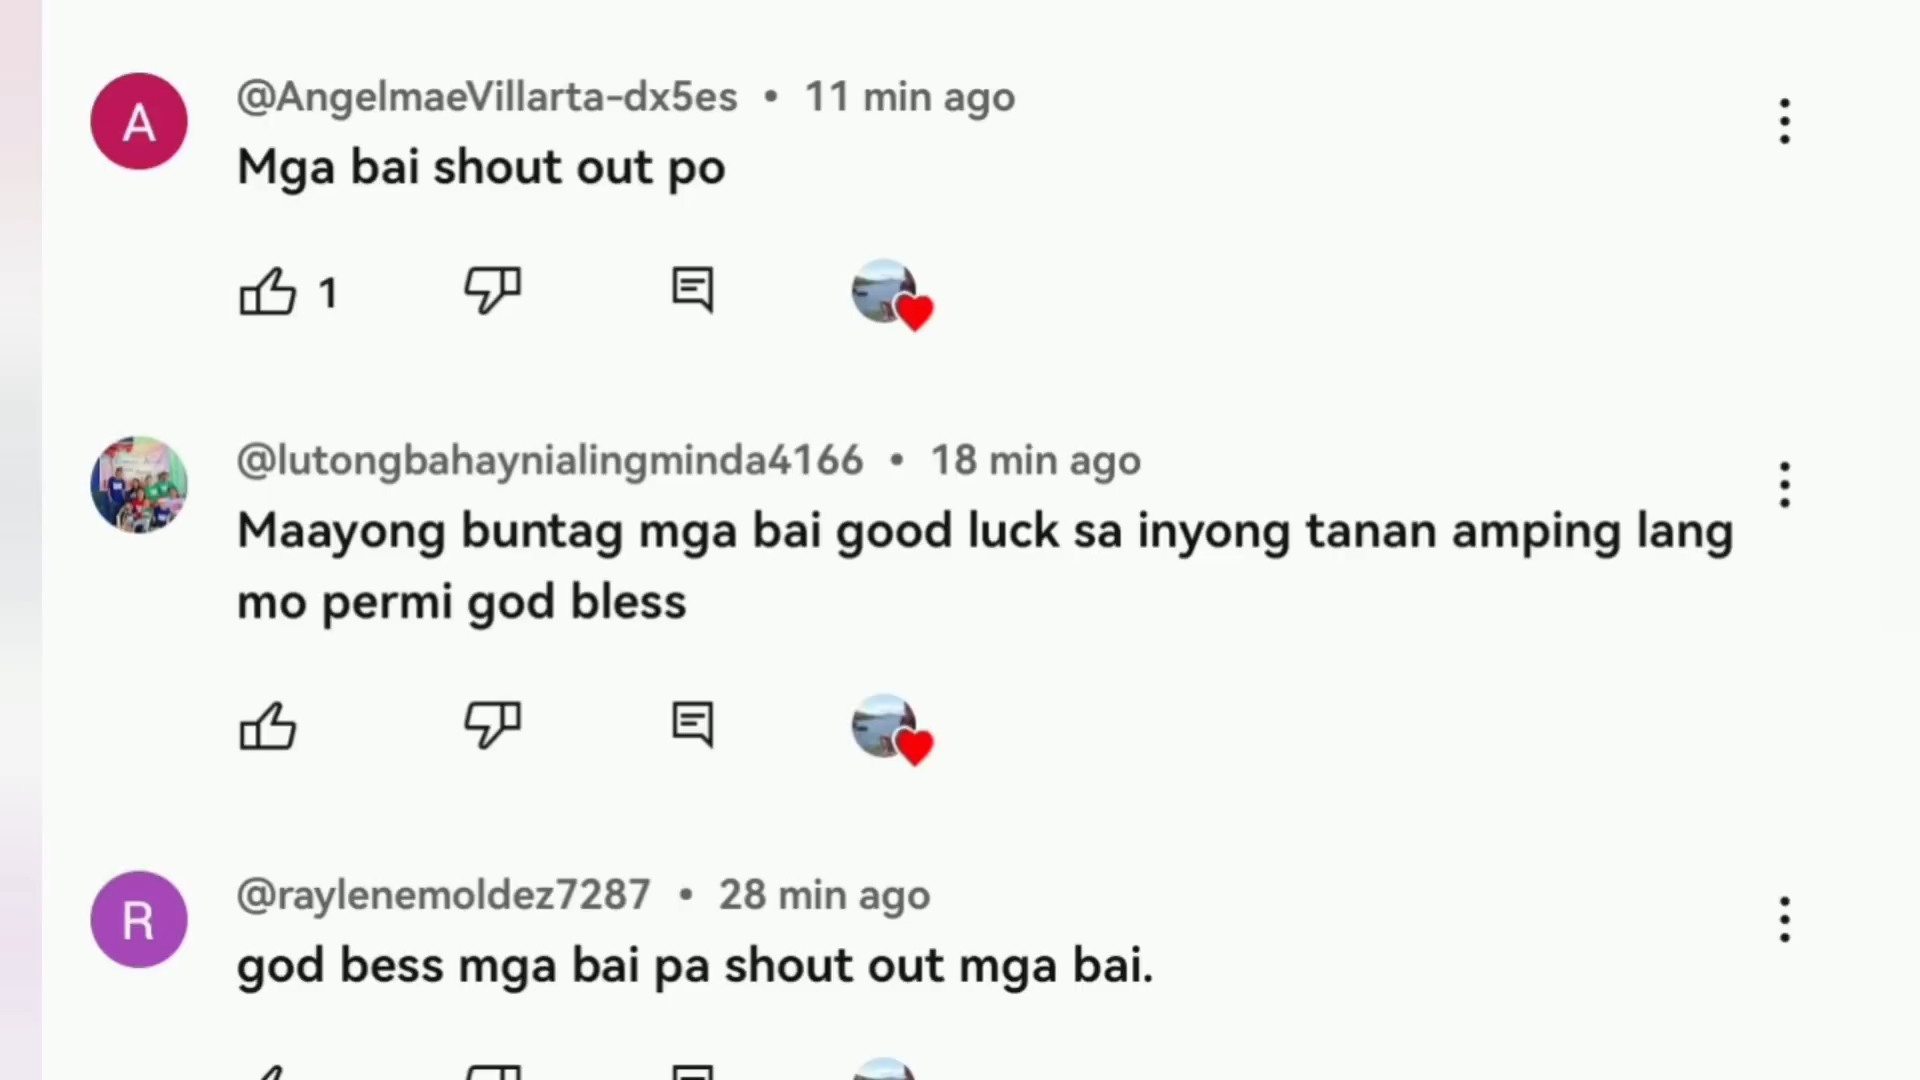 A
@AngelmaeVillarta-dx5es • 11 min ago
Mga bai shout out po
1
@lutongbahaynialingminda4166 • 18 min ago
Maayong buntag mga bai good luck sa inyong tanan amping lang
mo permi god bless
R
@raylenemoldez7287 • 28 min ago
god bess mga bai pa shout out mga bai.